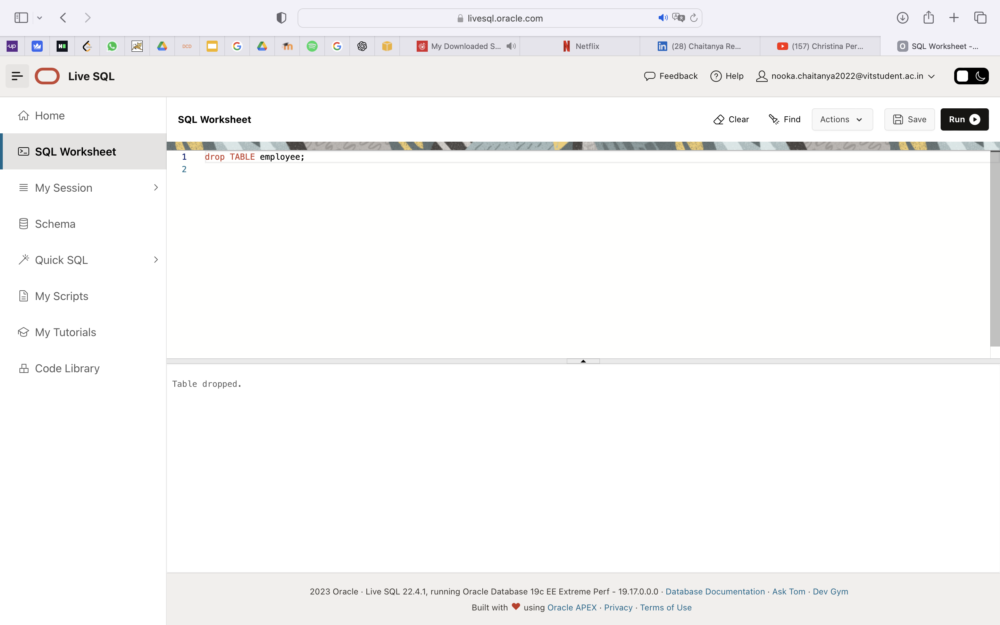 livesql.oracle.com
up
H
DCD
My Downloaded S...
Netflix
(28) Chaitanya Re...
(157) Christina Per...
O
SQL Worksheet -...
Live SQL
Feedback
Help
nooka.chaitanya2022@vitstudent.ac.in
Home
SQL Worksheet
My Session
Schema
Quick SQL
My Scripts
My Tutorials
Code Library
SQL Worksheet
Clear
Find
Actions
Save
Run
1 drop TABLE employee;
2
Table dropped.
2023 Oracle · Live SQL 22.4.1, running Oracle Database 19c EE Extreme Perf - 19.17.0.0.0 · Database Documentation · Ask Tom · Dev Gym
Built with ❤ using Oracle APEX · Privacy · Terms of Use